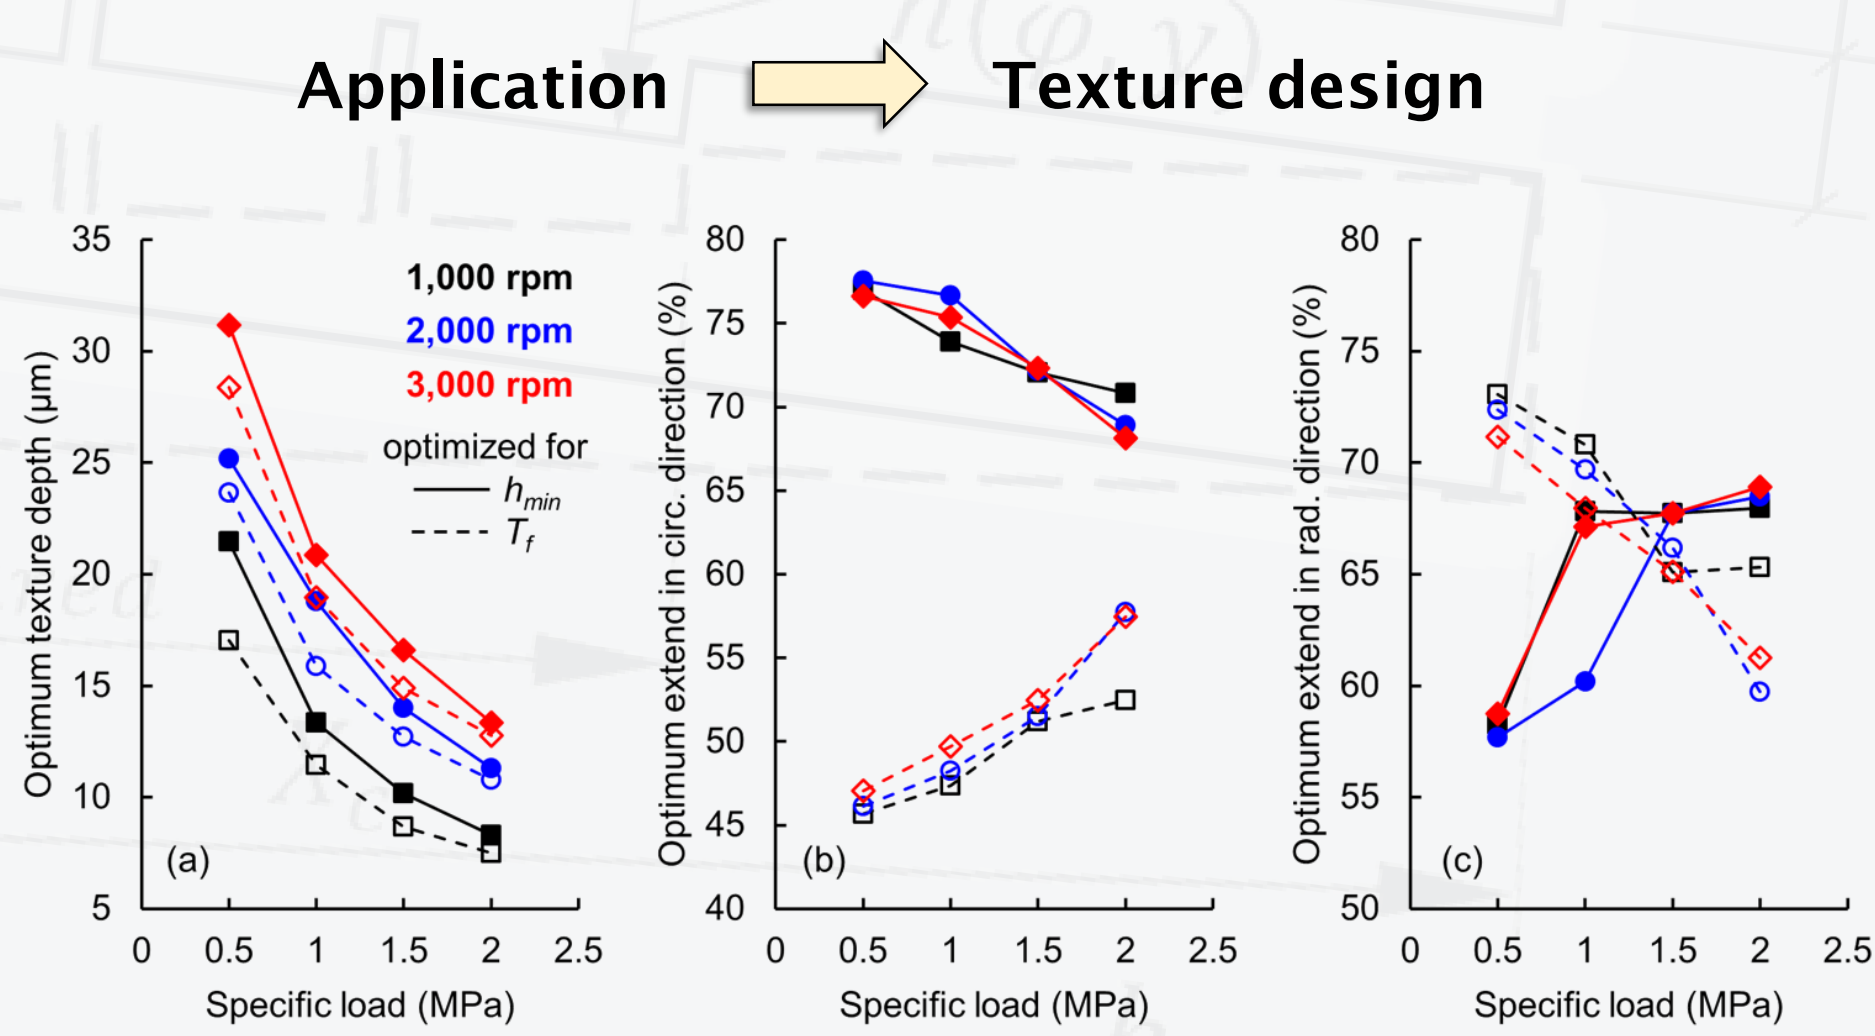 Application
Texture design
Optimum texture depth (µm)
35
30
25
20
15
10
5
0
0.5
1
1.5
2
2.5
Specific load (MPa)
(a)
1,000 rpm
2,000 rpm
3,000 rpm
optimized for
h_min
T_f
Optimum extend in circ. direction (%)
80
75
70
65
60
55
50
45
40
0
0.5
1
1.5
2
2.5
Specific load (MPa)
(b)
Optimum extend in rad. direction (%)
80
75
70
65
60
55
50
0
0.5
1
1.5
2
2.5
Specific load (MPa)
(c)